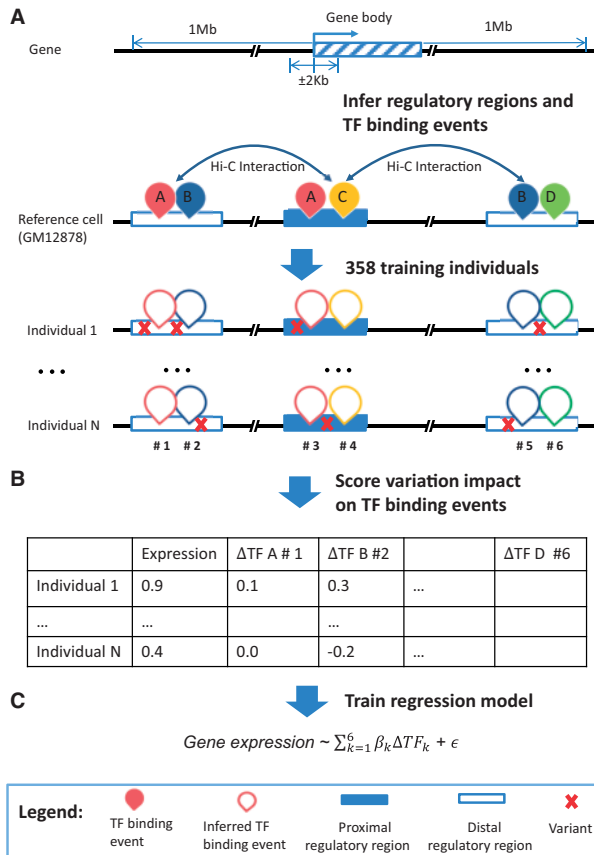 A
1Mb
Gene body
1Mb
Gene
±2Kb
Infer regulatory regions and
TF binding events
Hi-C Interaction
Hi-C Interaction
A B A C B D
Reference cell
(GM12878)
358 training individuals
Individual 1
... ... ... ...
Individual N
# 1 # 2 # 3 # 4 # 5 # 6
B
Score variation impact
on TF binding events
Expression ΔTF A # 1 ΔTF B #2 ΔTF D #6
Individual 1 0.9 0.1 0.3 ...
... ... ...
Individual N 0.4 0.0 -0.2 ...
C
Train regression model
Gene expression ~ ∑_{k=1}^{6} β_k ΔTF_k + ϵ
Legend:
TF binding
event
Inferred TF
binding event
Proximal
regulatory region
Distal
regulatory region
Variant